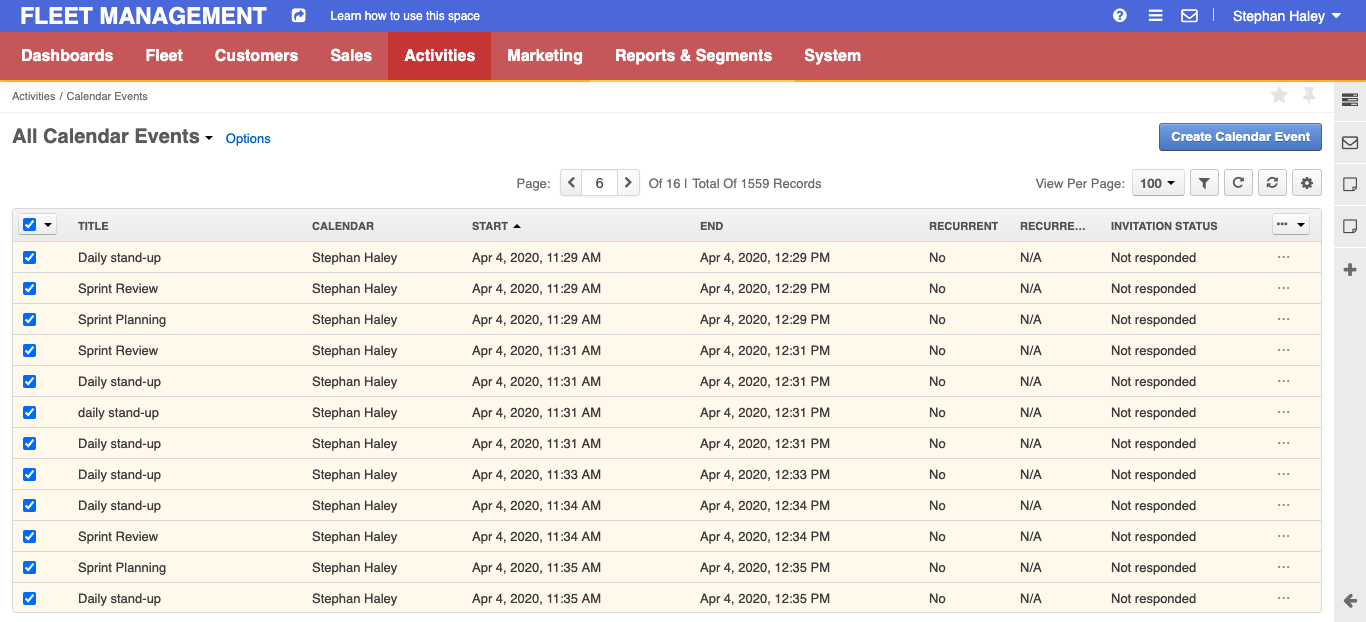 FLEET MANAGEMENT Learn how to use this space Stephan Haley
Dashboards Fleet Customers Sales Activities Marketing Reports & Segments System
Activities / Calendar Events
All Calendar Events Options Create Calendar Event
Page: 6 Of 16 | Total Of 1559 Records View Per Page: 100
TITLE CALENDAR START END RECURRENT RECURRE... INVITATION STATUS
Daily stand-up Stephan Haley Apr 4, 2020, 11:29 AM Apr 4, 2020, 12:29 PM No N/A Not responded
Sprint Review Stephan Haley Apr 4, 2020, 11:29 AM Apr 4, 2020, 12:29 PM No N/A Not responded
Sprint Planning Stephan Haley Apr 4, 2020, 11:29 AM Apr 4, 2020, 12:29 PM No N/A Not responded
Sprint Review Stephan Haley Apr 4, 2020, 11:31 AM Apr 4, 2020, 12:31 PM No N/A Not responded
Daily stand-up Stephan Haley Apr 4, 2020, 11:31 AM Apr 4, 2020, 12:31 PM No N/A Not responded
daily stand-up Stephan Haley Apr 4, 2020, 11:31 AM Apr 4, 2020, 12:31 PM No N/A Not responded
Daily stand-up Stephan Haley Apr 4, 2020, 11:31 AM Apr 4, 2020, 12:31 PM No N/A Not responded
Daily stand-up Stephan Haley Apr 4, 2020, 11:33 AM Apr 4, 2020, 12:33 PM No N/A Not responded
Daily stand-up Stephan Haley Apr 4, 2020, 11:34 AM Apr 4, 2020, 12:34 PM No N/A Not responded
Sprint Review Stephan Haley Apr 4, 2020, 11:34 AM Apr 4, 2020, 12:34 PM No N/A Not responded
Sprint Planning Stephan Haley Apr 4, 2020, 11:35 AM Apr 4, 2020, 12:35 PM No N/A Not responded
Daily stand-up Stephan Haley Apr 4, 2020, 11:35 AM Apr 4, 2020, 12:35 PM No N/A Not responded